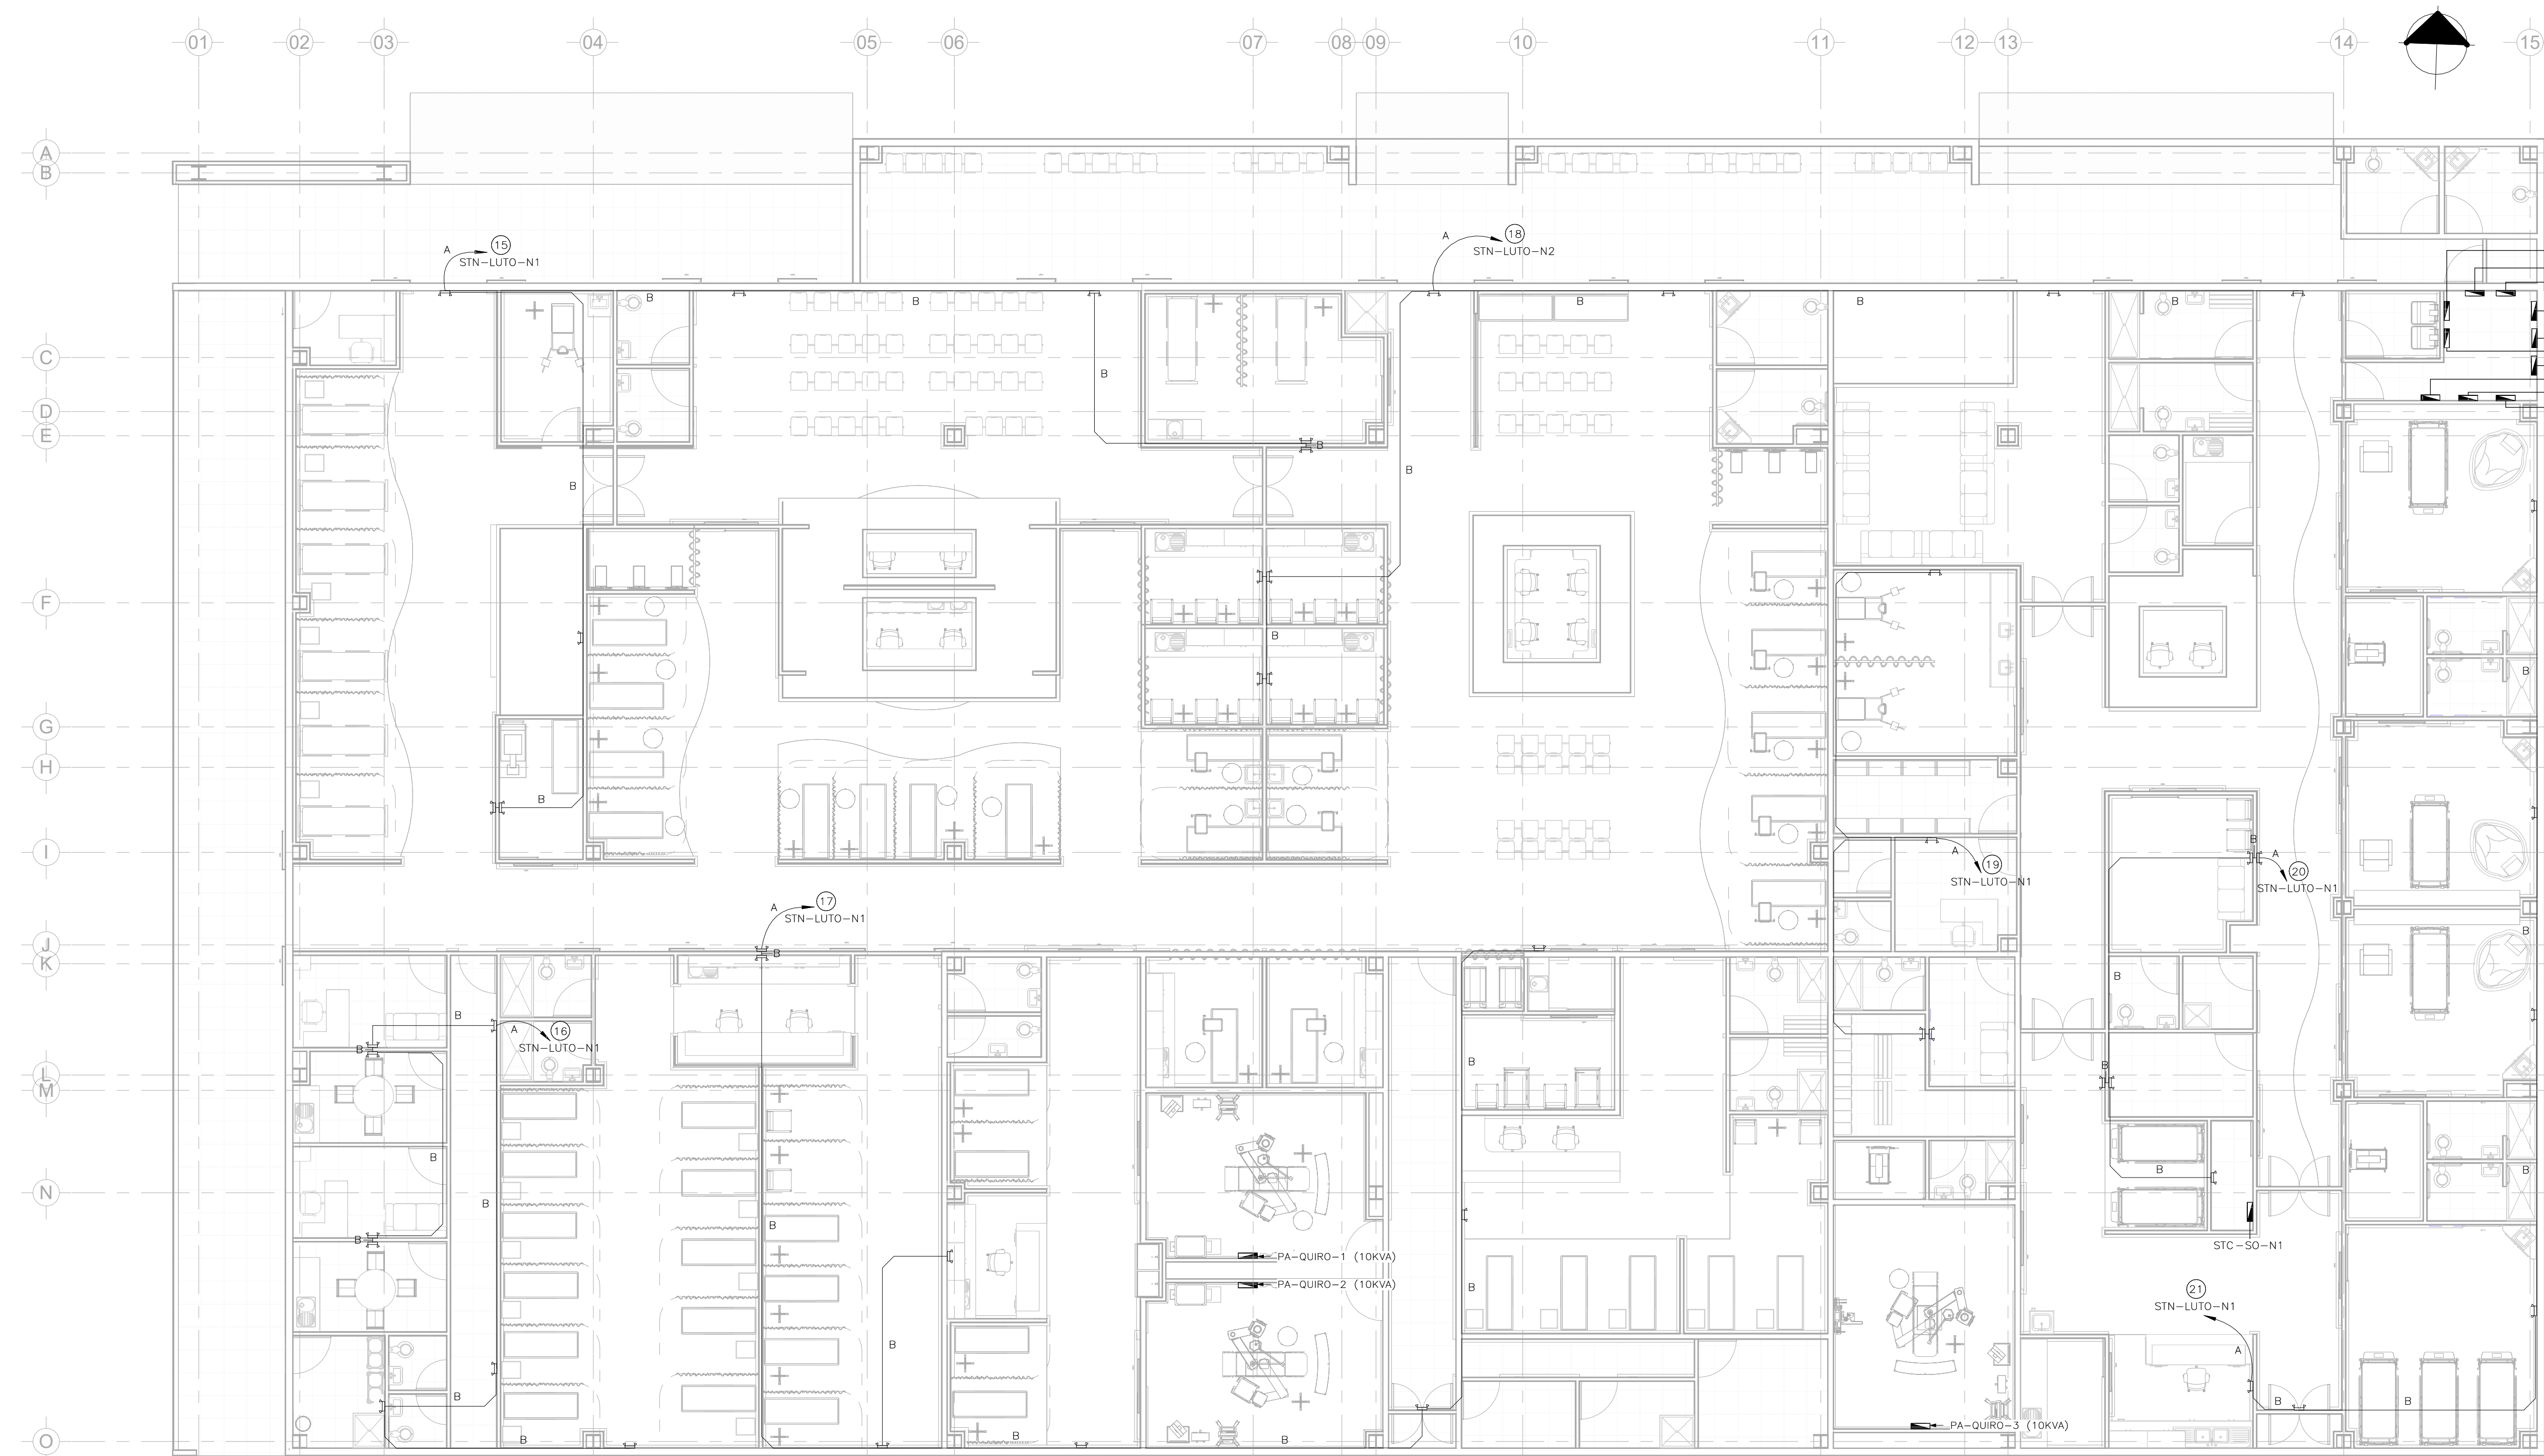 01 02 03 04 05 06 07 08 09 10 11 12 13 14 15
A
B
15
A
STN-LUTO-N1
18
A
STN-LUTO-N2
B
B
B
B
B
C
B
B
D
E
B
B
B
F
B
B
G
H
B
I
B
A
19
STN-LUTO-N1
A
20
STN-LUTO-N1
17
A
STN-LUTO-N1
B
J
K
B
B
B
A
16
STN-LUTO-N1
B
B
B
L
M
B
B
B
N
B
B
B
B
STC-SO-N1
PA-QUIRO-1 (10KVA)
PA-QUIRO-2 (10KVA)
B
B
21
STN-LUTO-N1
A
B
B
B
PA-QUIRO-3 (10KVA)
O
B
B
B